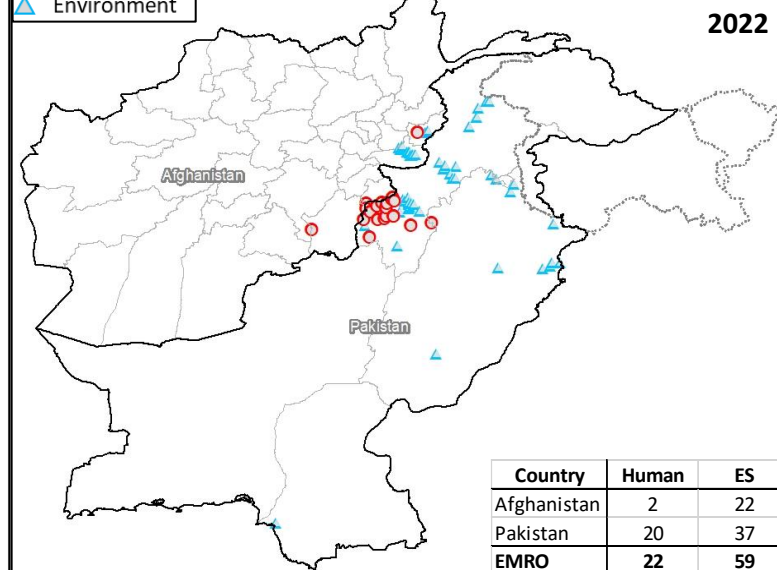 Environment
2022
Afghanistan
Pakistan
Country Human ES
Afghanistan 2 22
Pakistan 20 37
EMRO 22 59